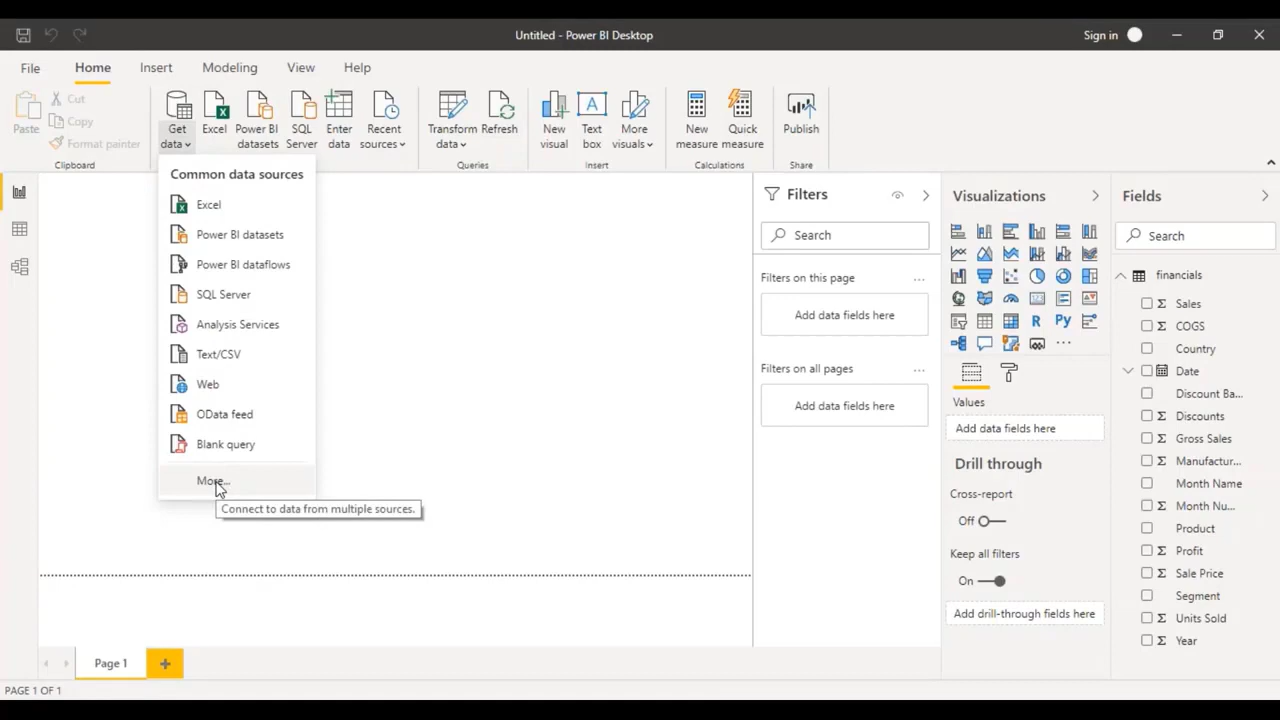 Untitled - Power BI Desktop
Sign in
File Home Insert Modeling View Help
Paste
Cut
Copy
Format painter
Clipboard
Get data
Excel
Power BI datasets
SQL Server
Enter data
Recent sources
Transform data
Refresh
Queries
New visual
Text box
More visuals
Insert
New measure
Quick measure
Calculations
Publish
Share
Common data sources
Excel
Power BI datasets
Power BI dataflows
SQL Server
Analysis Services
Text/CSV
Web
OData feed
Blank query
More...
Connect to data from multiple sources.
Filters
Search
Filters on this page
...
Add data fields here
Filters on all pages
...
Add data fields here
Visualizations
R
Py
...
Values
Add data fields here
Drill through
Cross-report
Off
Keep all filters
On
Add drill-through fields here
Fields
Search
financials
Σ Sales
Σ COGS
Country
Date
Discount Ba...
Σ Discounts
Σ Gross Sales
Σ Manufactur...
Month Name
Σ Month Nu...
Product
Σ Profit
Σ Sale Price
Segment
Σ Units Sold
Σ Year
Page 1
+
PAGE 1 OF 1